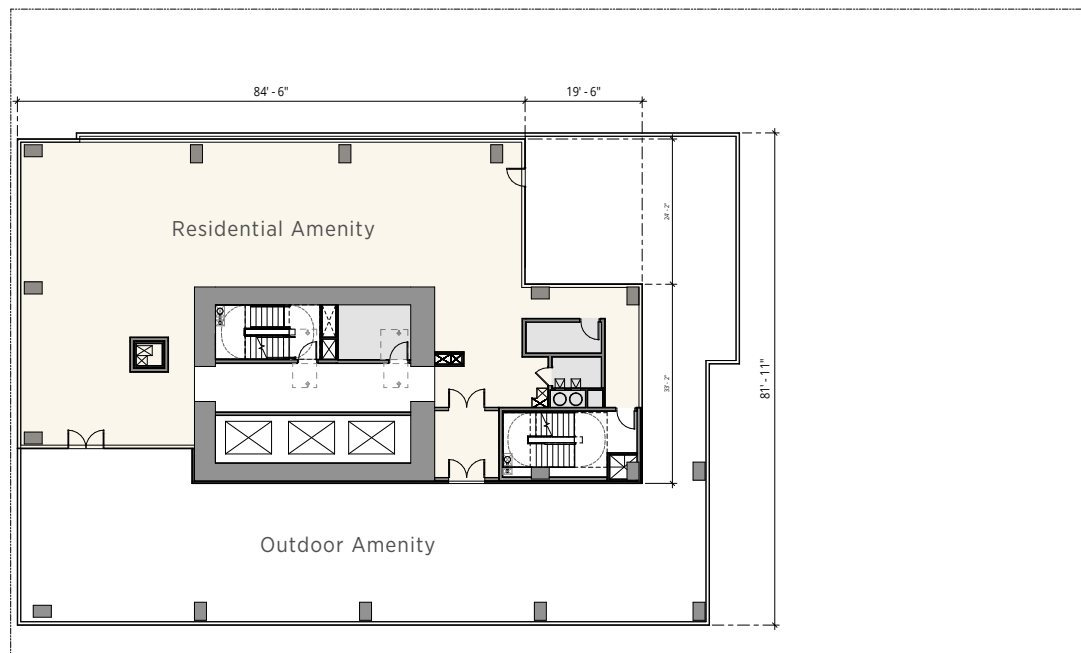 84' - 6" 19' - 6"
24' - 2"
Residential Amenity
33' - 2"
81' - 11"
Outdoor Amenity